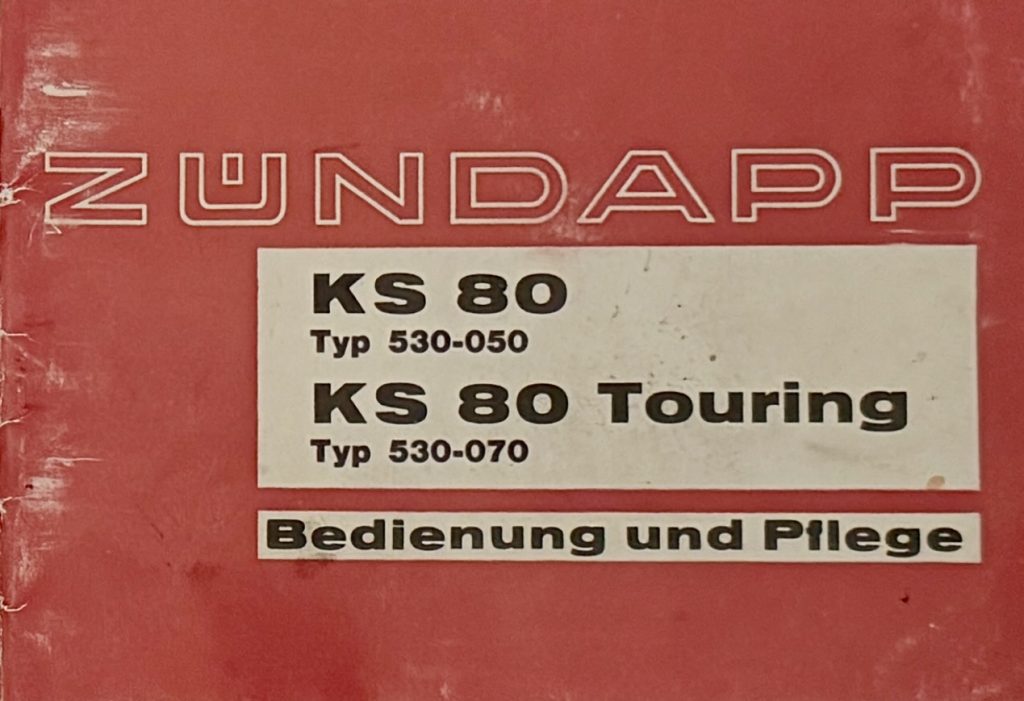 ZÜNDAPP
KS 80
Typ 530-050
KS 80 Touring
Typ 530-070
Bedienung und Pflege